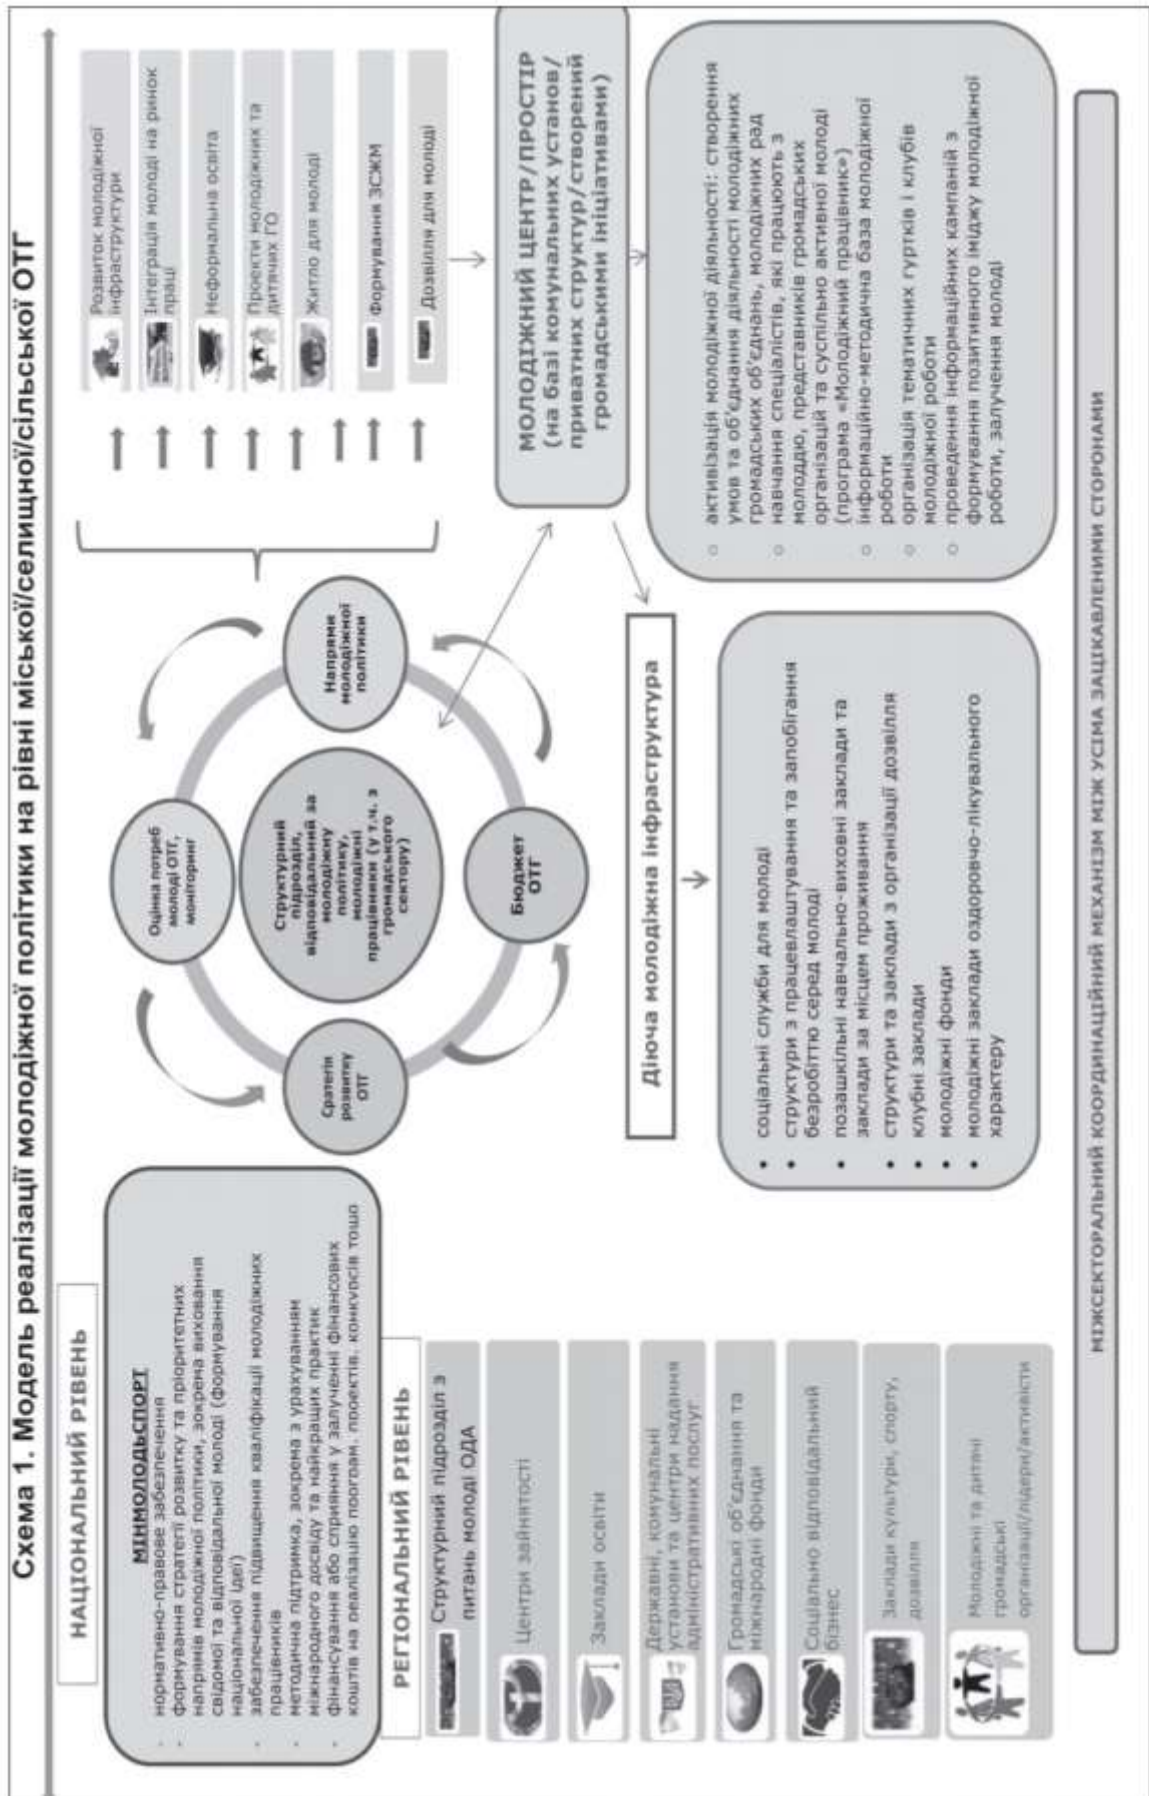 Схема 1. Модель реалізації молодіжної політики на рівні міської/селищної/сільської ОТГ
НАЦІОНАЛЬНИЙ РІВЕНЬ
МІНМОЛОДЬСПОРТ
- нормативно-правове забезпечення
- формування стратегії розвитку та пріоритетних
напрямів молодіжної політики, зокрема виховання
свідомої та відповідальної молоді (формування
національної ідеї)
- забезпечення підвищення кваліфікації молодіжних
працівників
- методична підтримка, зокрема з урахуванням
міжнародного досвіду та найкращих практик
- фінансування або сприяння у залученні фінансових
коштів на реалізацію програм, проектів, конкурсів тощо
РЕГІОНАЛЬНИЙ РІВЕНЬ
Структурний підрозділ з
питань молоді ОДА
Центри зайнятості
Заклади освіти
Державні, комунальні
установи та центри надання
адміністративних послуг
Громадські об'єднання та
міжнародні фонди
Соціально відповідальний
бізнес
Заклади культури, спорту,
дозвілля
Молодіжні та дитячі
громадські
організації/лідери/активісти
Оцінка потреб
молоді ОТГ,
моніторинг
Сратегія
розвитку
ОТГ
Структурний
підрозділ,
відповідальний за
молодіжну
політику,
молодіжні
працівники (у т.ч. з
громадського
сектору)
Напрями
молодіжної
політики
Бюджет
ОТГ
Розвиток молодіжної
інфраструктури
Інтеграція молоді на ринок
праці
Неформальна освіта
Проекти молодіжних та
дитячих ГО
Житло для молоді
Формування ЗСЖМ
Дозвілля для молоді
МОЛОДІЖНИЙ ЦЕНТР/ПРОСТІР
(на базі комунальних установ/
приватних структур/створений
громадськими ініціативами)
Діюча молодіжна інфраструктура
• соціальні служби для молоді
• структури з працевлаштування та запобігання
безробіттю серед молоді
• позашкільні навчально-виховні заклади та
заклади за місцем проживання
• структури та заклади з організації дозвілля
• клубні заклади
• молодіжні фонди
• молодіжні заклади оздоровчо-лікувального
характеру
○ активізація молодіжної діяльності: створення
умов та об'єднання діяльності молодіжних
громадських об'єднань, молодіжних рад
○ навчання спеціалістів, які працюють з
молоддю, представників громадських
організацій та суспільно активної молоді
(програма «Молодіжний працівник»)
○ інформаційно-методична база молодіжної
роботи
○ організація тематичних гуртків і клубів
молодіжної роботи
○ проведення інформаційних кампаній з
формування позитивного іміджу молодіжної
роботи, залучення молоді
МІЖСЕКТОРАЛЬНИЙ КООРДИНАЦІЙНИЙ МЕХАНІЗМ МІЖ УСІМА ЗАЦІКАВЛЕНИМИ СТОРОНАМИ